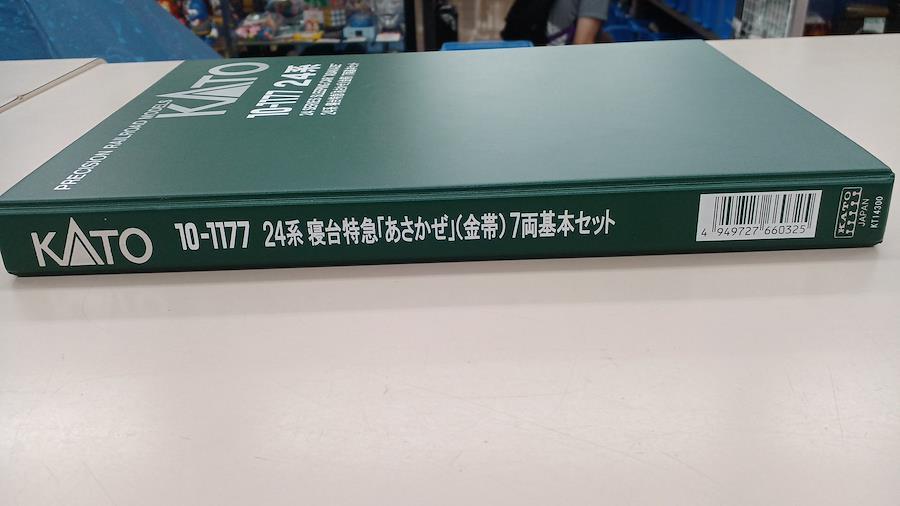 PRECISION RAILROAD MODELS
KATO
10-1177 24系
KATO
10-1177 24系 寝台特急「あさかぜ」(金帯) 7両基本セット
4 949727 660325
KATO
JAPAN
KT14300